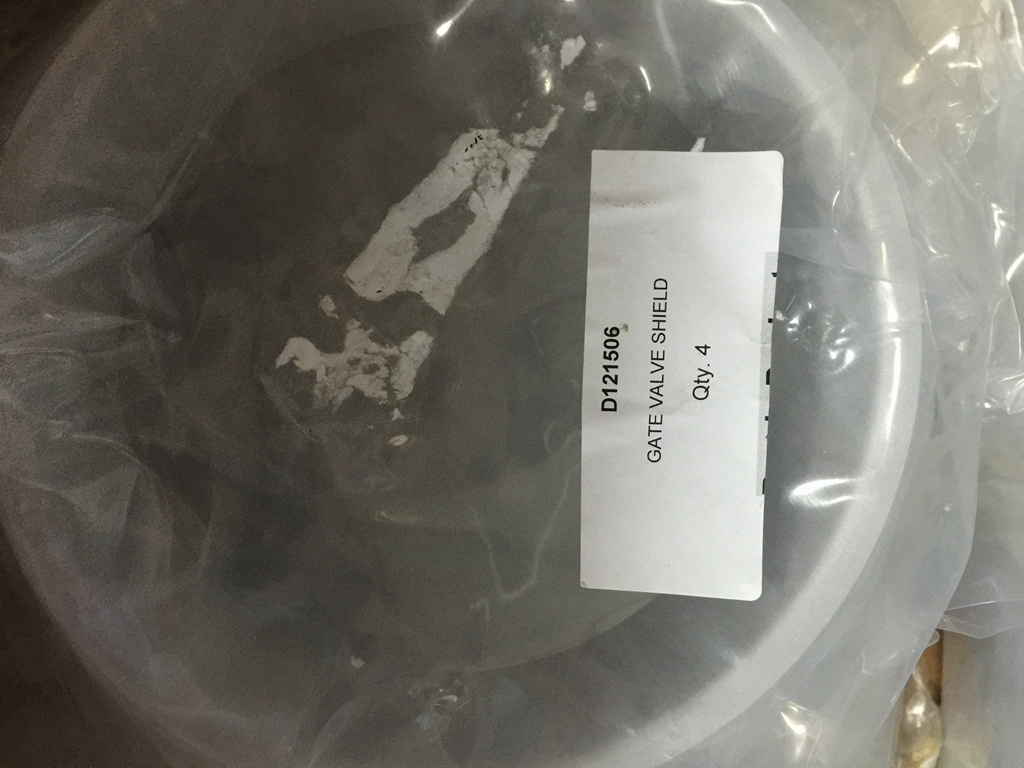 D121506
GATE VALVE SHIELD
Qty. 4